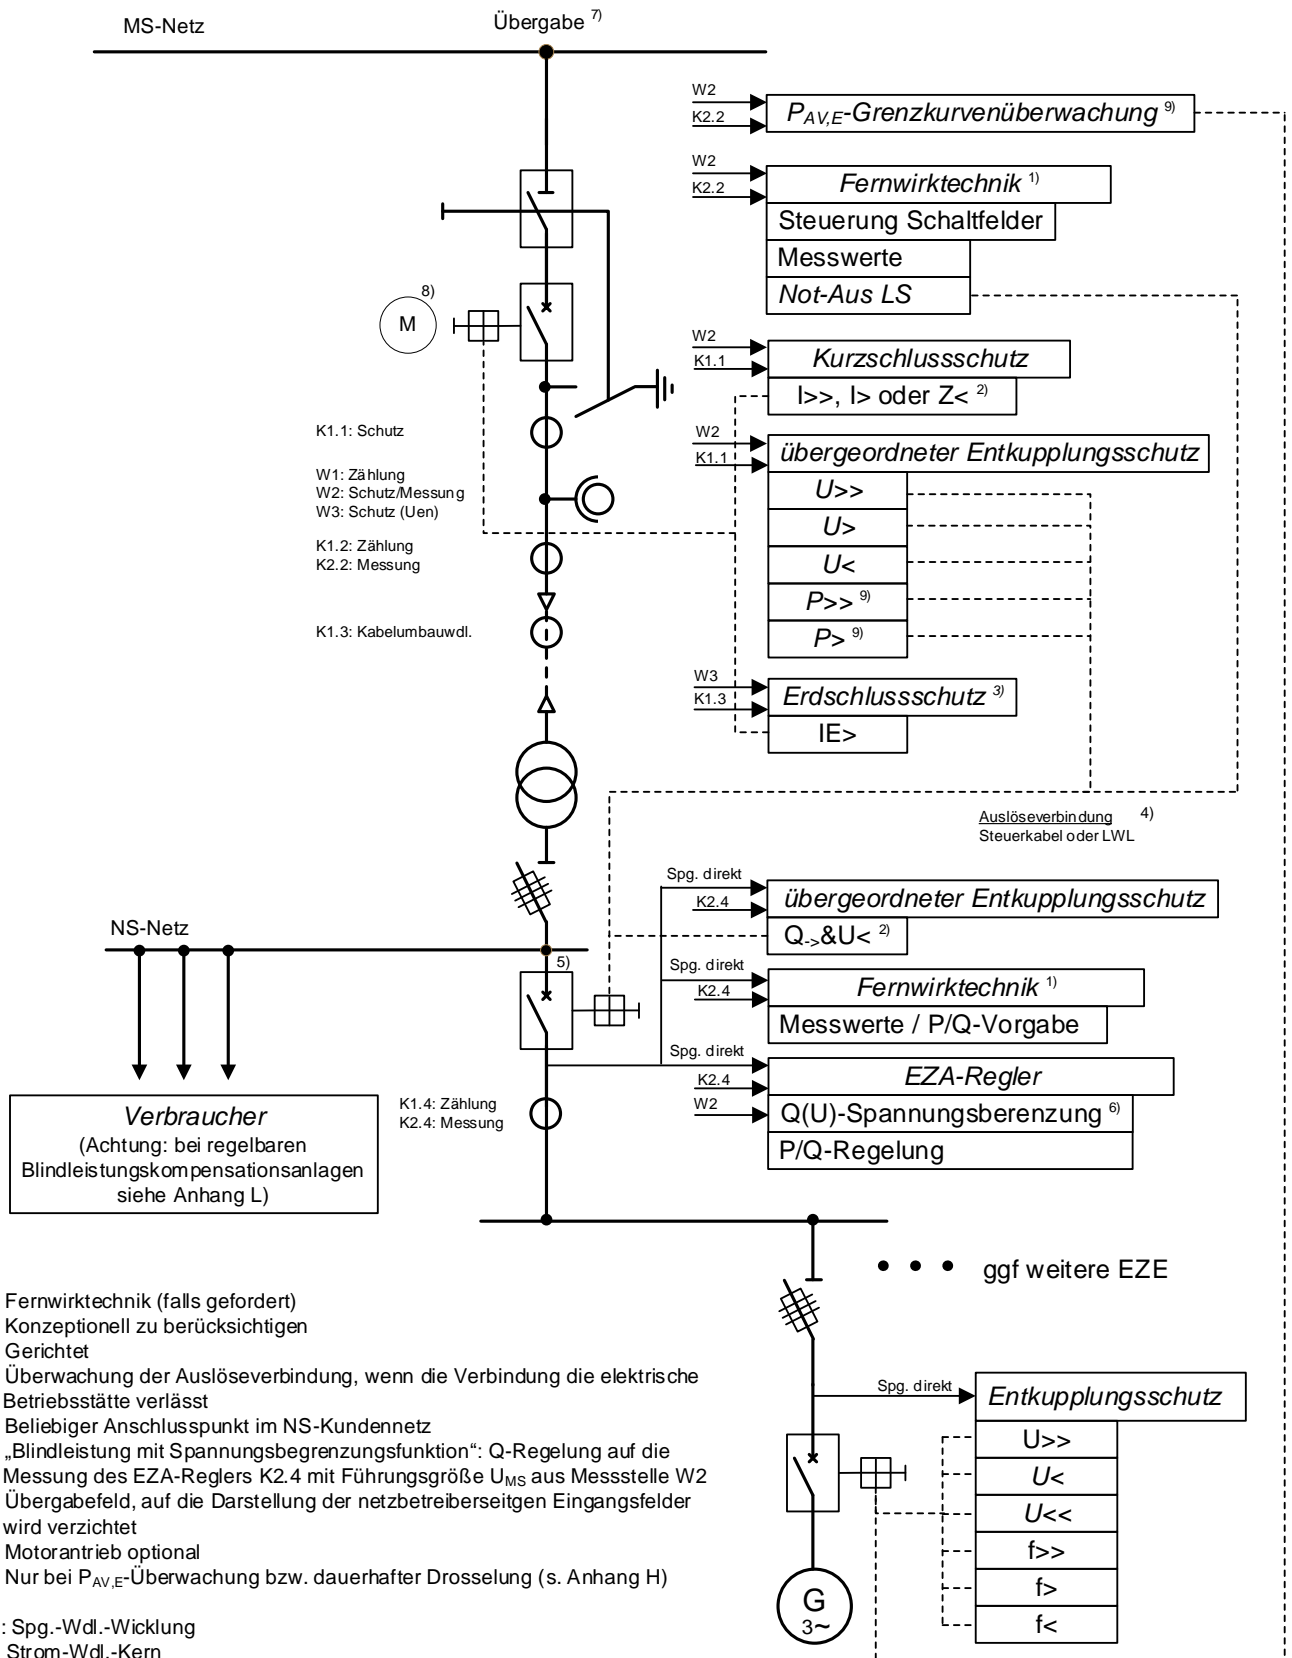 MS-Netz
Übergabe 7)
W2
K2.2
P_AV,E-Grenzkurvenüberwachung 9)
W2
K2.2
Fernwirktechnik 1)
Steuerung Schaltfelder
Messwerte
Not-Aus LS
8)
M
W2
K1.1
Kurzschlussschutz
I>>, I> oder Z< 2)
K1.1: Schutz
W1: Zählung
W2: Schutz/Messung
W3: Schutz (Uen)
K1.2: Zählung
K2.2: Messung
K1.3: Kabelumbauwdl.
W2
K1.1
übergeordneter Entkupplungsschutz
U>>
U>
U<
P>> 9)
P> 9)
W3
K1.3
Erdschlussschutz 3)
IE>
Auslöseverbindung 4)
Steuerkabel oder LWL
Spg. direkt
K2.4
übergeordneter Entkupplungsschutz
Q->&U< 2)
NS-Netz
5)
Spg. direkt
K2.4
Fernwirktechnik 1)
Messwerte / P/Q-Vorgabe
Spg. direkt
K2.4
W2
EZA-Regler
Q(U)-Spannungsberenzung 6)
P/Q-Regelung
K1.4: Zählung
K2.4: Messung
Verbraucher
(Achtung: bei regelbaren
Blindleistungskompensationsanlagen
siehe Anhang L)
ggf weitere EZE
Fernwirktechnik (falls gefordert)
Konzeptionell zu berücksichtigen
Gerichtet
Überwachung der Auslöseverbindung, wenn die Verbindung die elektrische
Betriebsstätte verlässt
Beliebiger Anschlusspunkt im NS-Kundennetz
„Blindleistung mit Spannungsbegrenzungsfunktion“: Q-Regelung auf die
Messung des EZA-Reglers K2.4 mit Führungsgröße U_MS aus Messstelle W2
Übergabefeld, auf die Darstellung der netzbetreiberseitgen Eingangsfelder
wird verzichtet
Motorantrieb optional
Nur bei P_AV,E-Überwachung bzw. dauerhafter Drosselung (s. Anhang H)
: Spg.-Wdl.-Wicklung
Strom-Wdl.-Kern
Spg. direkt
Entkupplungsschutz
U>>
U<
U<<
f>>
f>
f<
G
3~